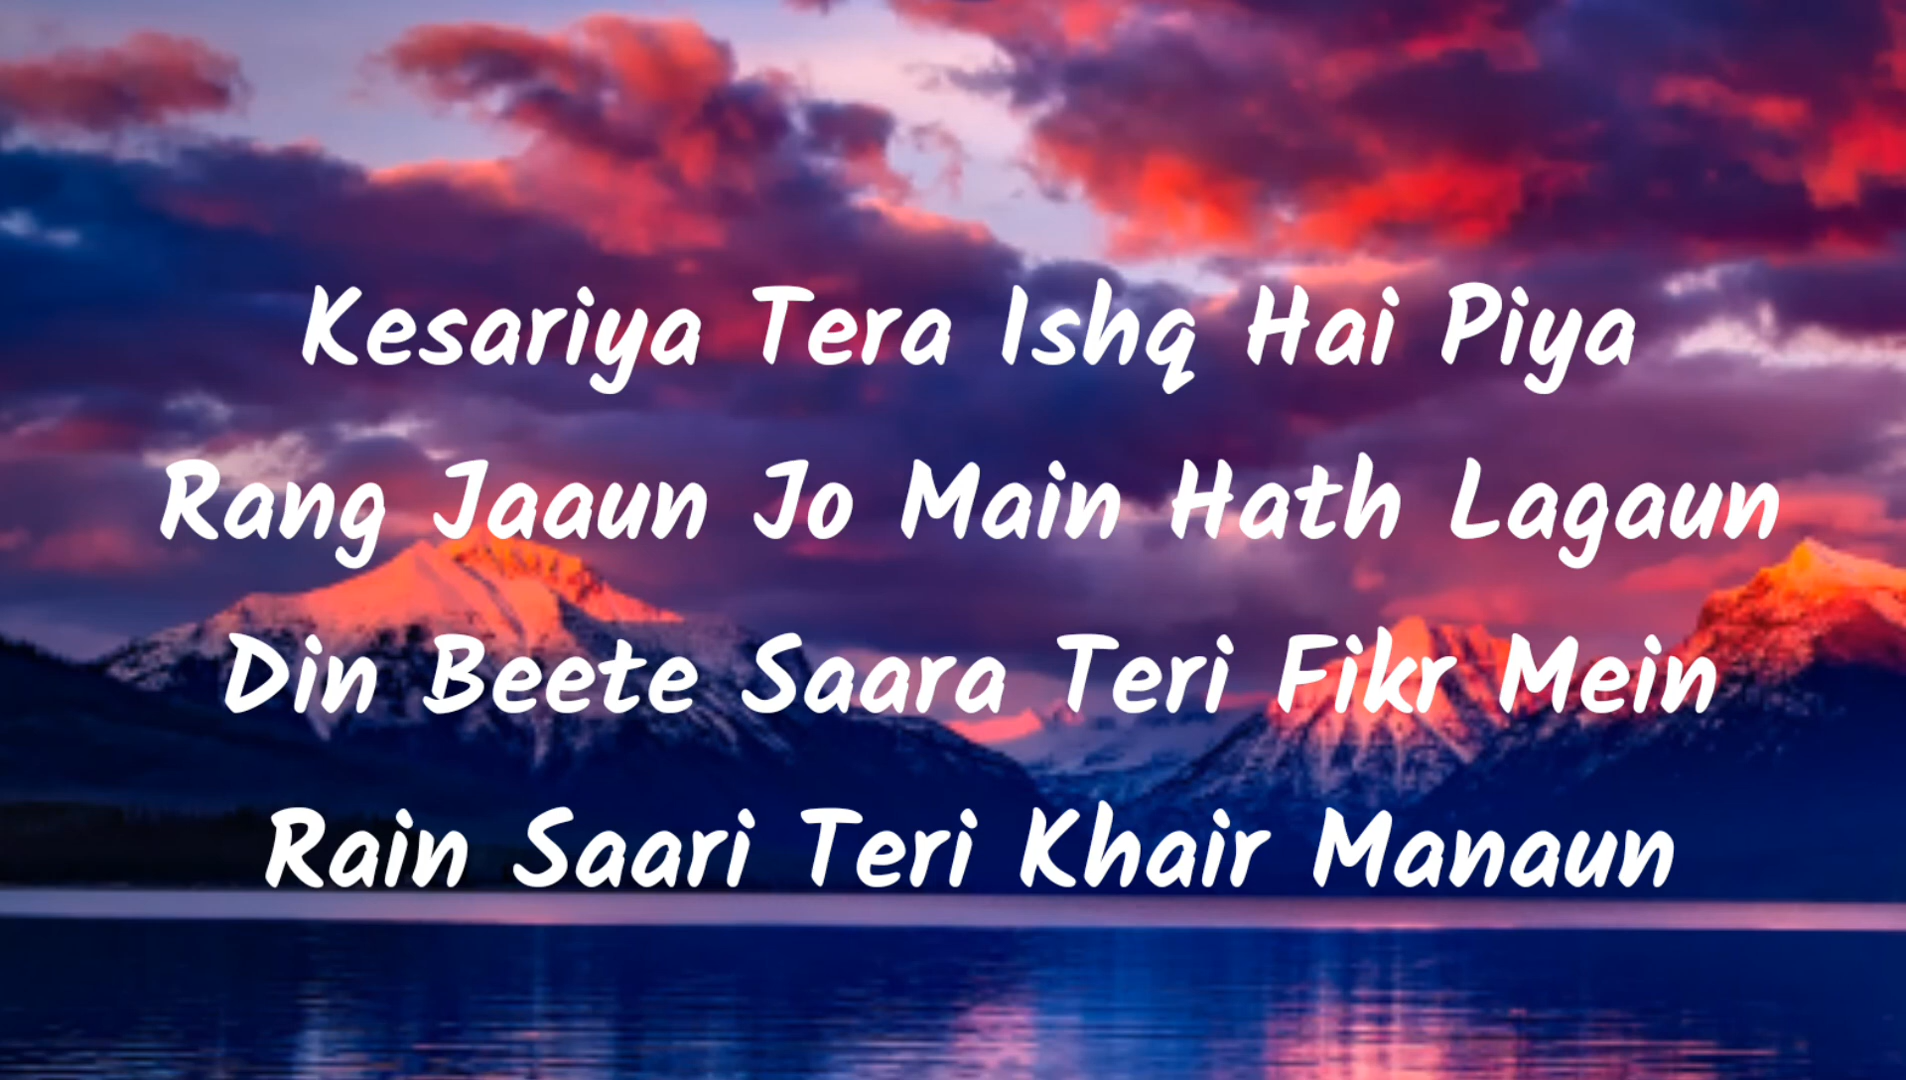 Kesariya Tera Ishq Hai Piya
Rang Jaaun Jo Main Hath Lagaun
Din Beete Saara Teri Fikr Mein
Rain Saari Teri Khair Manaun